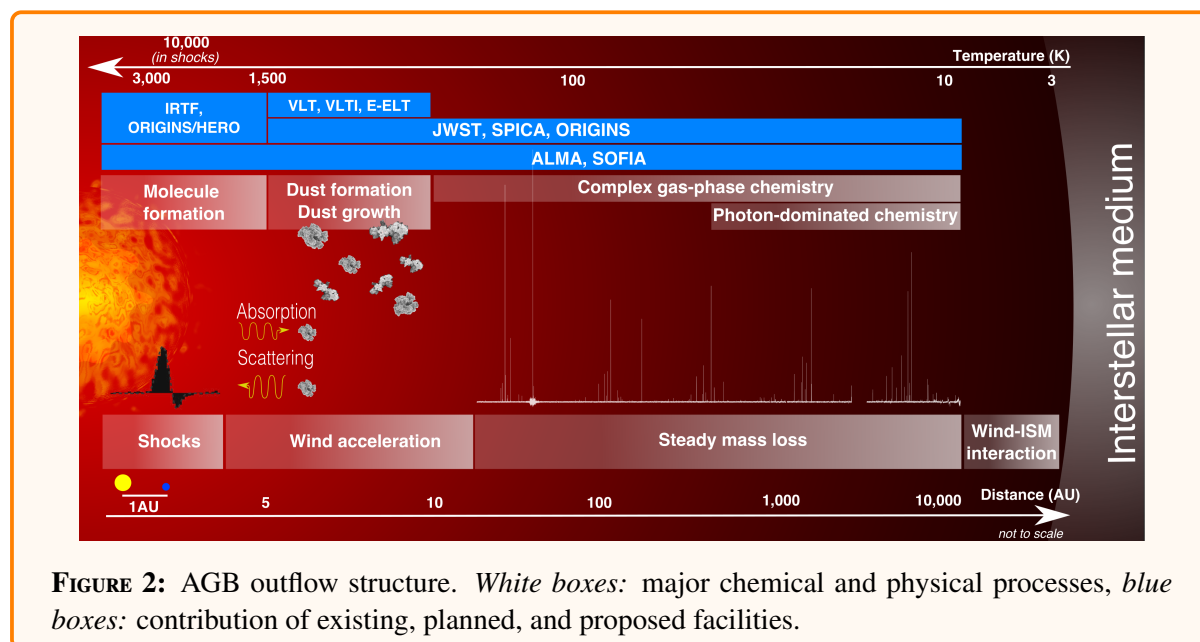 10,000
(in shocks)
Temperature (K)
3,000 1,500 100 10 3
IRTF,
ORIGINS/HERO
VLT, VLTI, E-ELT
JWST, SPICA, ORIGINS
ALMA, SOFIA
Molecule
formation
Dust formation
Dust growth
Complex gas-phase chemistry
Photon-dominated chemistry
Interstellar medium
Absorption
Scattering
Shocks
Wind acceleration
Steady mass loss
Wind-ISM
interaction
1AU
5 10 100 1,000 10,000
Distance (AU)
not to scale
FIGURE 2: AGB outflow structure. White boxes: major chemical and physical processes, blue
boxes: contribution of existing, planned, and proposed facilities.